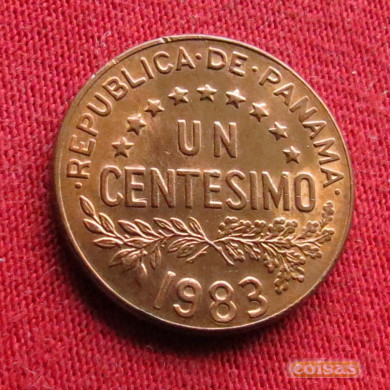 ·REPUBLICA·DE·PANAMA·
UN
CENTESIMO
1983
coisas